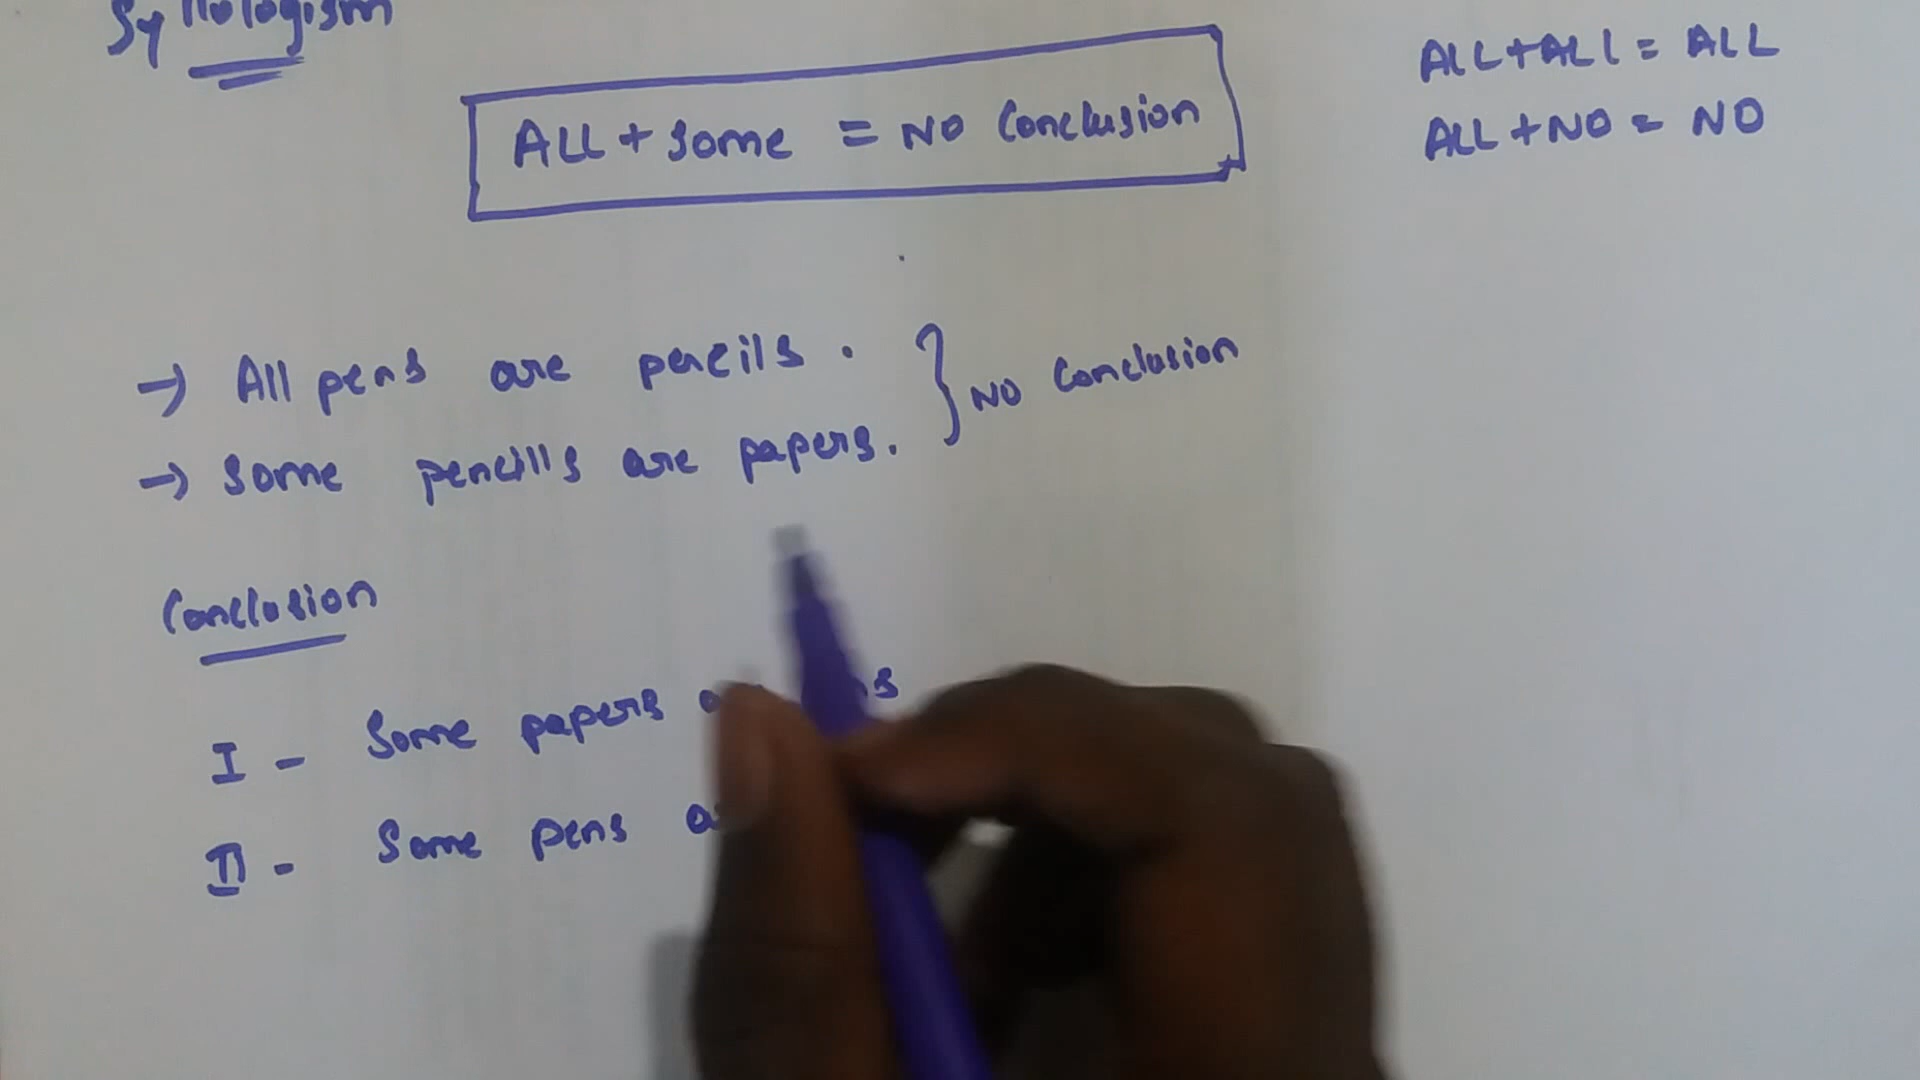 Syllologism
ALL + Some = NO Conclusion
ALL + ALL = ALL
ALL + NO = NO
→ All pens are pencils.
→ Some pencills are papers.
} NO Conclusion
Conclusion
I - Some papers
II - Some pens